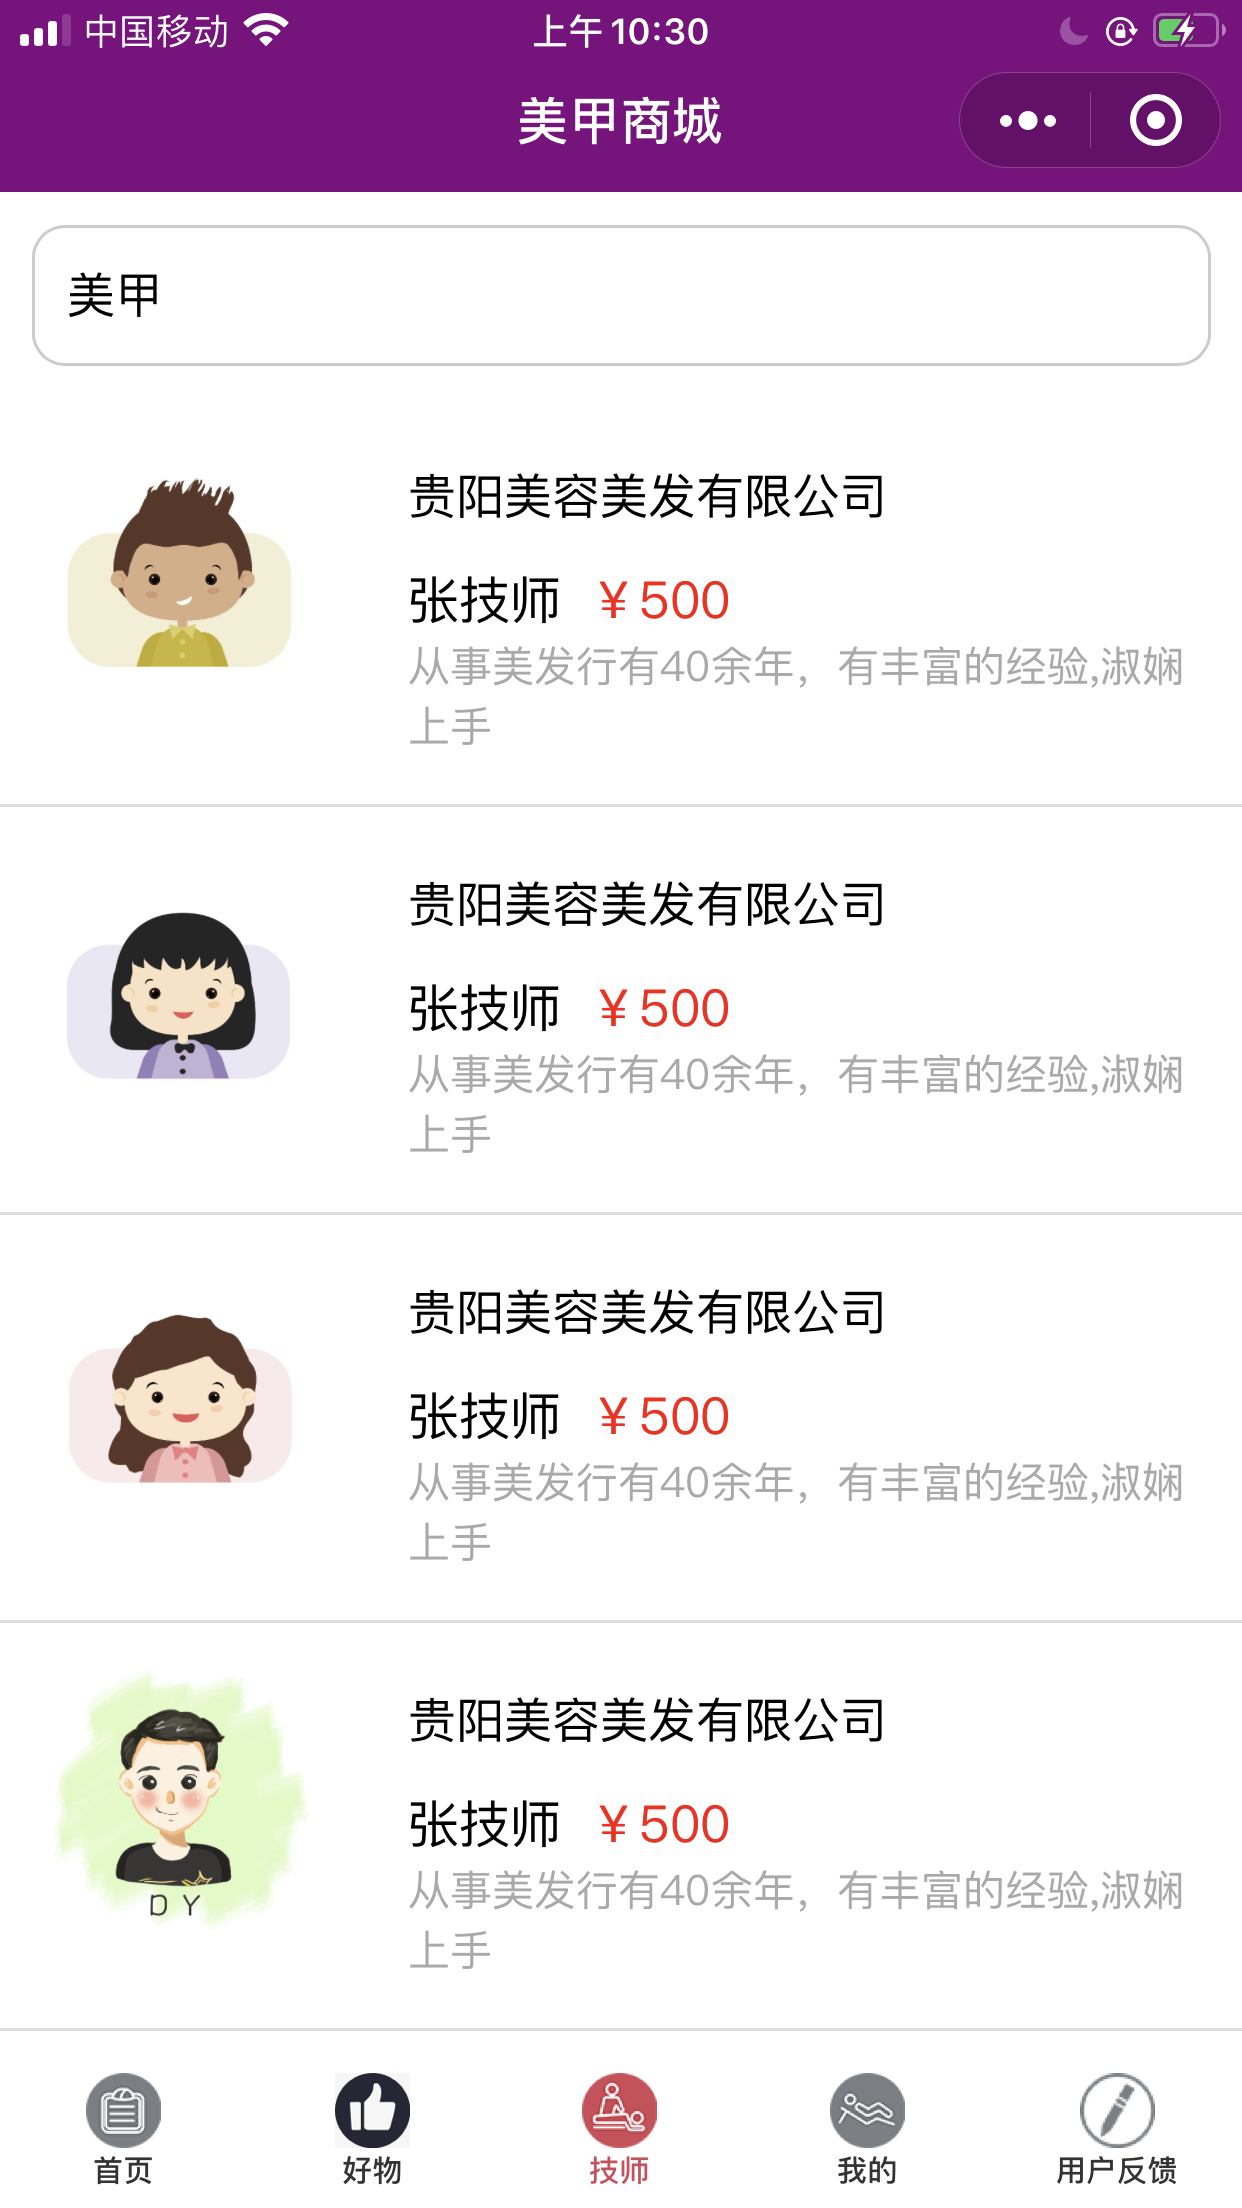 中国移动
上午10:30
美甲商城
美甲
贵阳美容美发有限公司
张技师 ¥500
从事美发行有40余年，有丰富的经验,淑娴
上手
贵阳美容美发有限公司
张技师 ¥500
从事美发行有40余年，有丰富的经验,淑娴
上手
贵阳美容美发有限公司
张技师 ¥500
从事美发行有40余年，有丰富的经验,淑娴
上手
DY
贵阳美容美发有限公司
张技师 ¥500
从事美发行有40余年，有丰富的经验,淑娴
上手
首页
好物
技师
我的
用户反馈